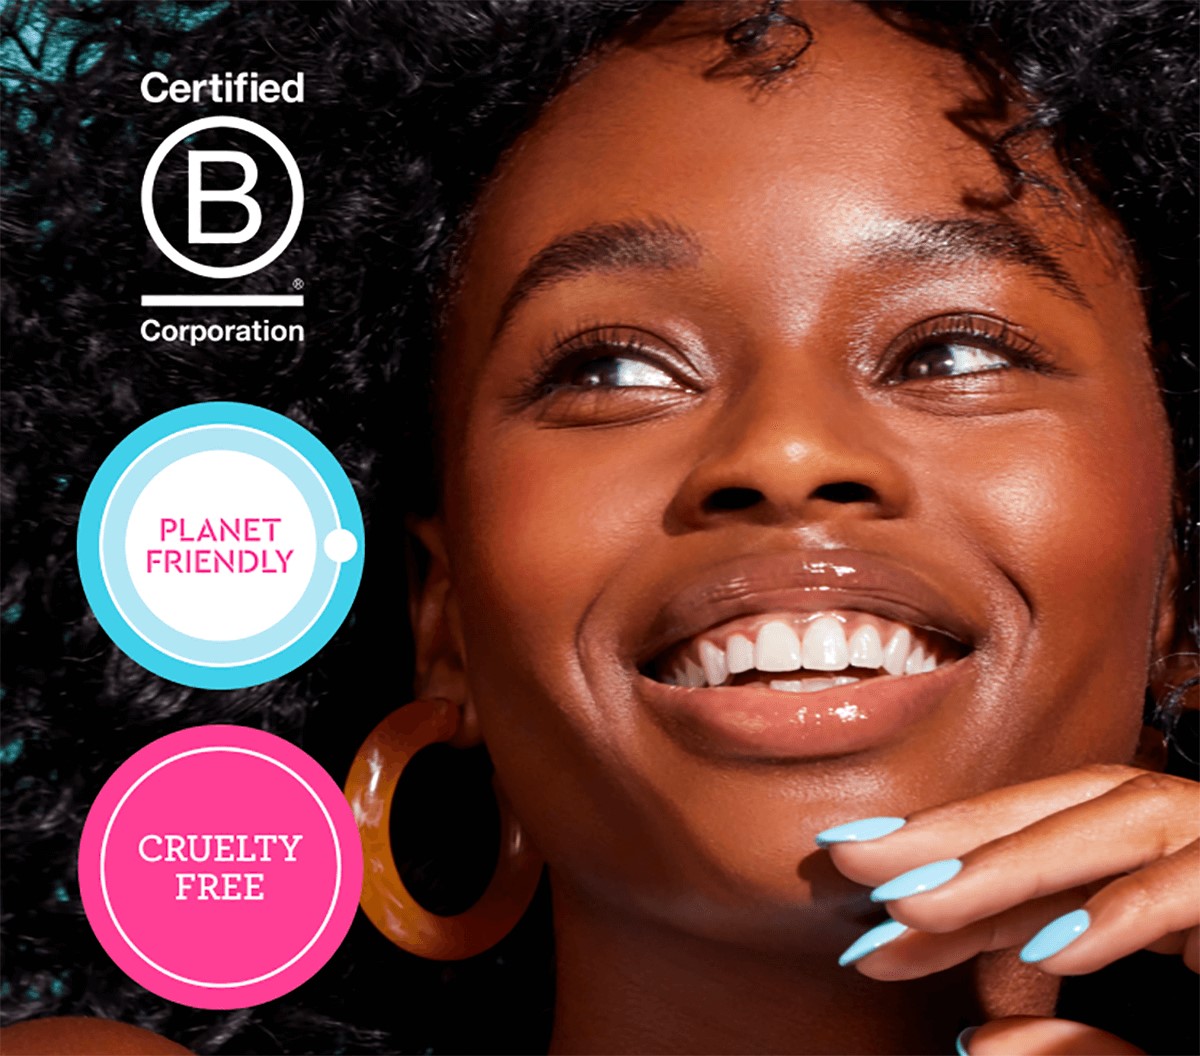 Certified
B
®
Corporation
PLANET
FRIENDLY
CRUELTY
FREE